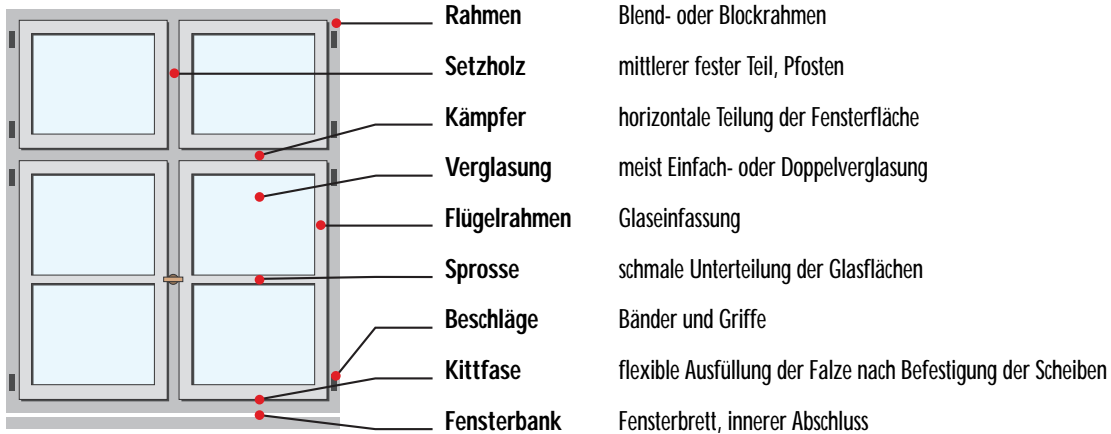 Rahmen Blend- oder Blockrahmen
Setzholz mittlerer fester Teil, Pfosten
Kämpfer horizontale Teilung der Fensterfläche
Verglasung meist Einfach- oder Doppelverglasung
Flügelrahmen Glaseinfassung
Sprosse schmale Unterteilung der Glasflächen
Beschläge Bänder und Griffe
Kittfase flexible Ausfüllung der Falze nach Befestigung der Scheiben
Fensterbank Fensterbrett, innerer Abschluss